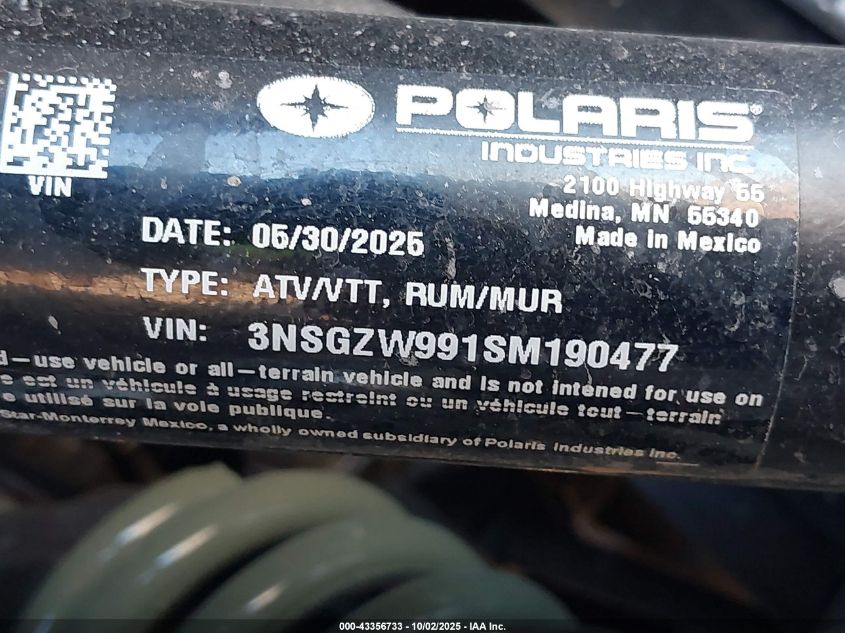 POLARIS®
INDUSTRIES INC.
2100 Highway 55
Medina, MN 55340
Made in Mexico
VIN
DATE: 05/30/2025
TYPE: ATV/VTT, RUM/MUR
VIN: 3NSGZW991SM190477
-use vehicle or all-terrain vehicle and is not intened for use on
est un véhicule à usage restreint ou un véhicule tout-terrain
utilisé sur la voie publique.
Star-Monterrey Mexico, a wholly owned subsidiary of Polaris Industries Inc.
000-43356733 - 10/02/2025 - IAA Inc.